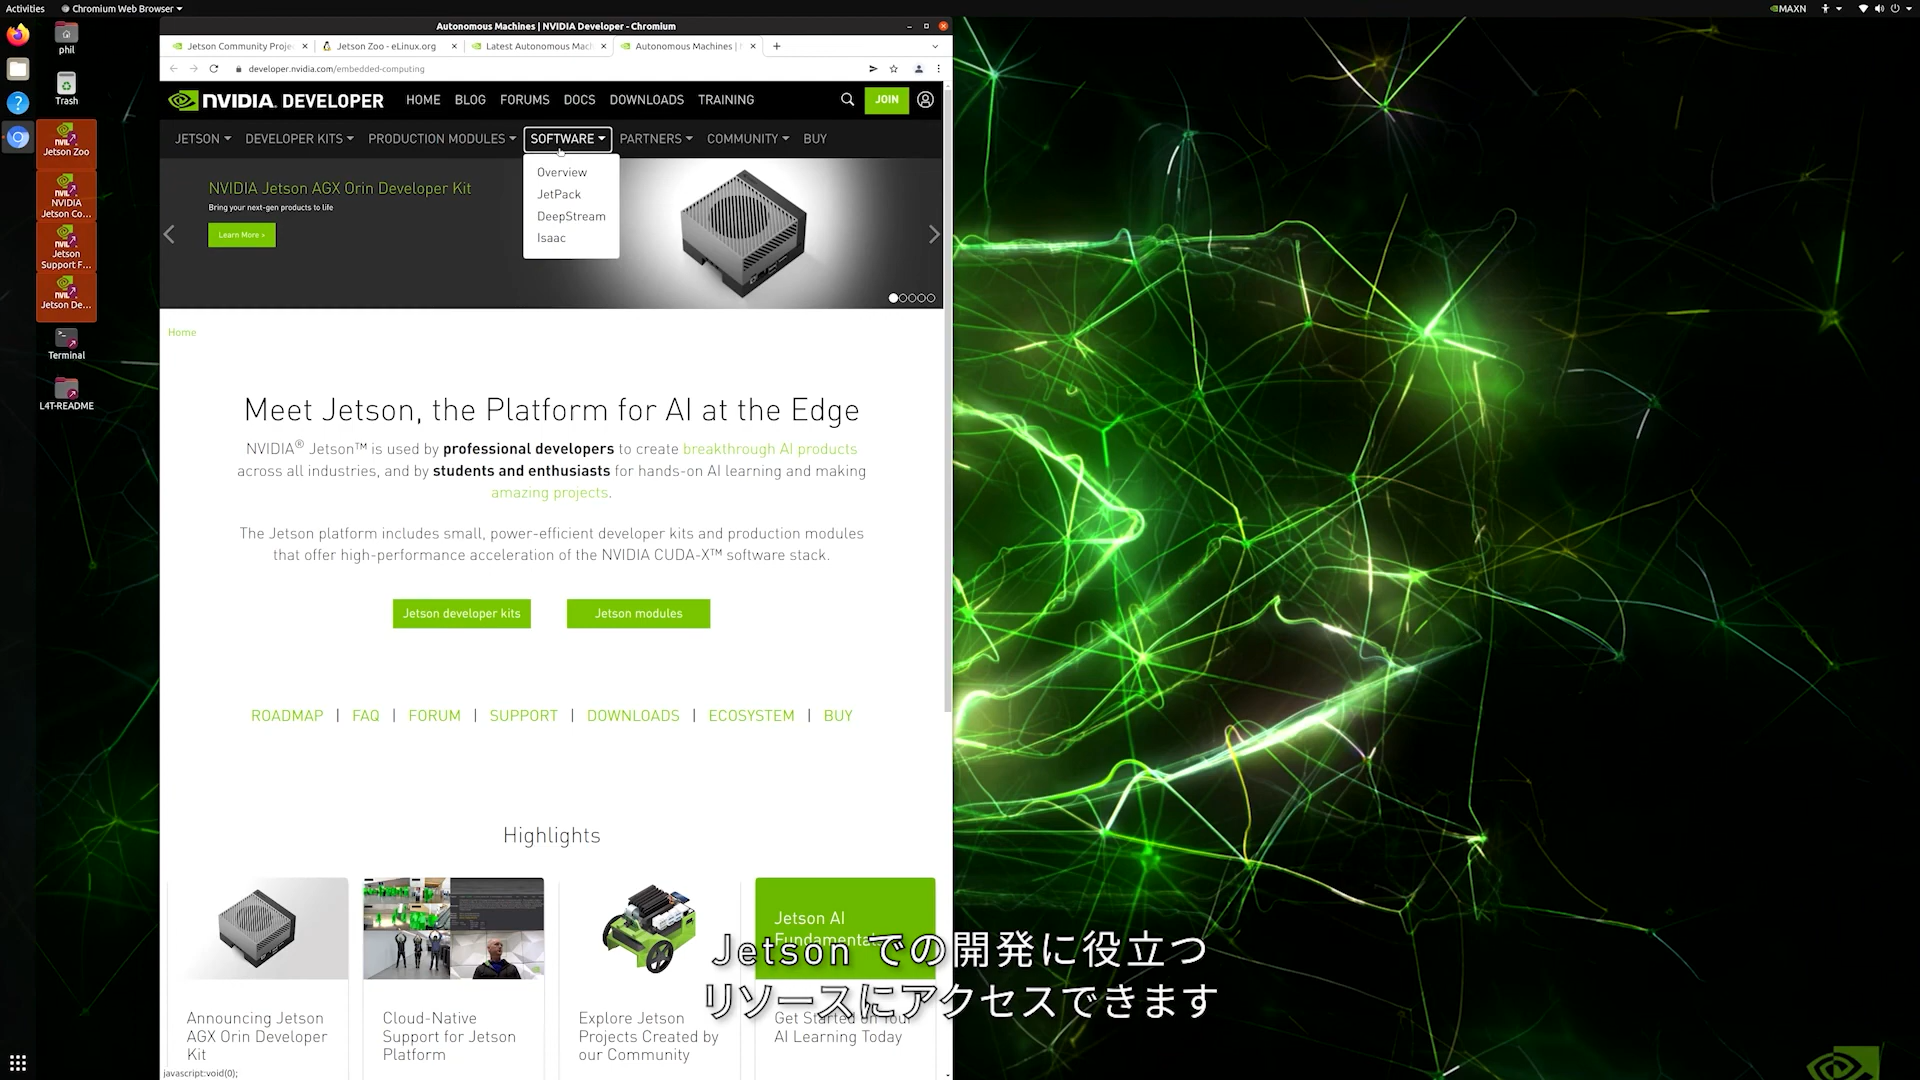 Activities
Chromium Web Browser
MAXN
Autonomous Machines | NVIDIA Developer - Chromium
Jetson Community Proje
Jetson Zoo - eLinux.org
Latest Autonomous Mach
Autonomous Machines |
developer.nvidia.com/embedded-computing
phil
Trash
Jetson Zoo
NVIDIA
Jetson Co...
Jetson
Support F...
Jetson De...
Terminal
L4T-README
NVIDIA. DEVELOPER
HOME BLOG FORUMS DOCS DOWNLOADS TRAINING
JOIN
JETSON DEVELOPER KITS PRODUCTION MODULES SOFTWARE PARTNERS COMMUNITY BUY
Overview
JetPack
DeepStream
Isaac
NVIDIA Jetson AGX Orin Developer Kit
Bring your next-gen products to life
Learn More >
Home
Meet Jetson, the Platform for AI at the Edge
NVIDIA® Jetson™ is used by professional developers to create breakthrough AI products
across all industries, and by students and enthusiasts for hands-on AI learning and making
amazing projects.
The Jetson platform includes small, power-efficient developer kits and production modules
that offer high-performance acceleration of the NVIDIA CUDA-X™ software stack.
Jetson developer kits
Jetson modules
ROADMAP | FAQ | FORUM | SUPPORT | DOWNLOADS | ECOSYSTEM | BUY
Highlights
Jetson AI
Fundamentals
Announcing Jetson
AGX Orin Developer
Kit
Cloud-Native
Support for Jetson
Platform
Explore Jetson
Projects Created by
our Community
Get Started on Your
AI Learning Today
Jetson での開発に役立つ
リソースにアクセスできます
javascript:void(0);